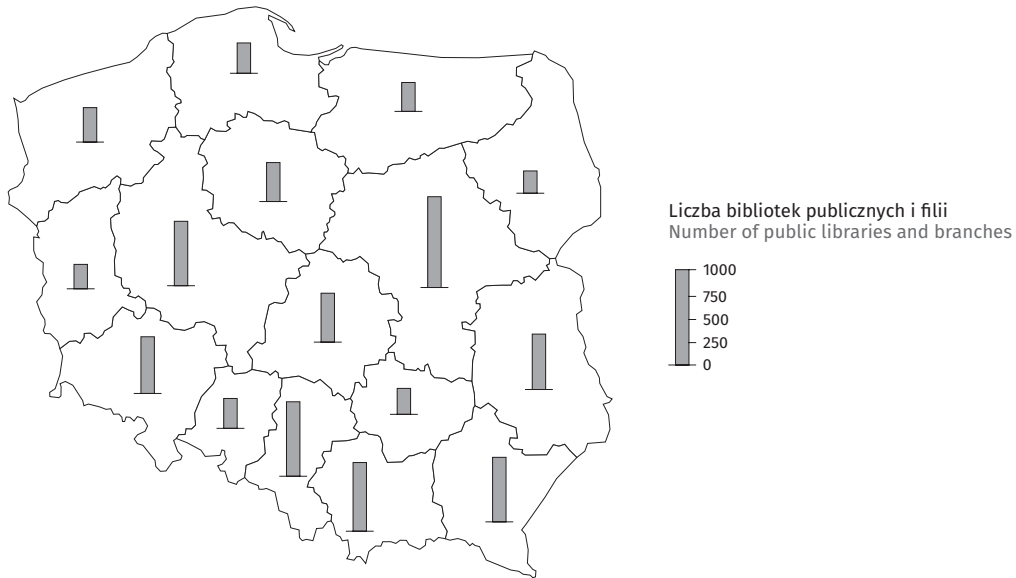 Liczba bibliotek publicznych i filii
Number of public libraries and branches
1000
750
500
250
0